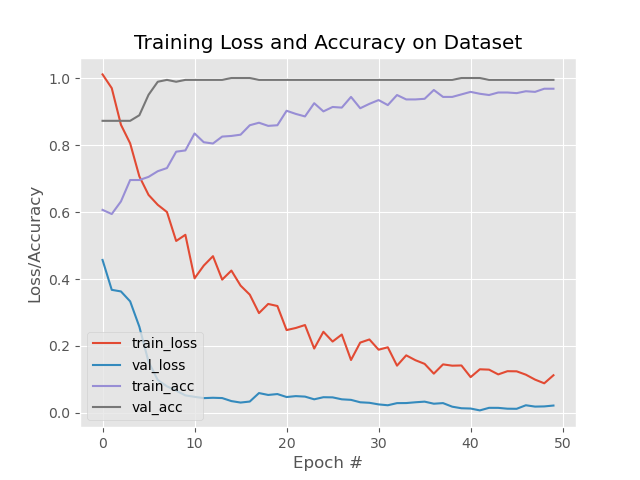 Training Loss and Accuracy on Dataset
Loss/Accuracy
1.0
0.8
0.6
0.4
0.2
0.0
train_loss
val_loss
train_acc
val_acc
0 10 20 30 40 50
Epoch #